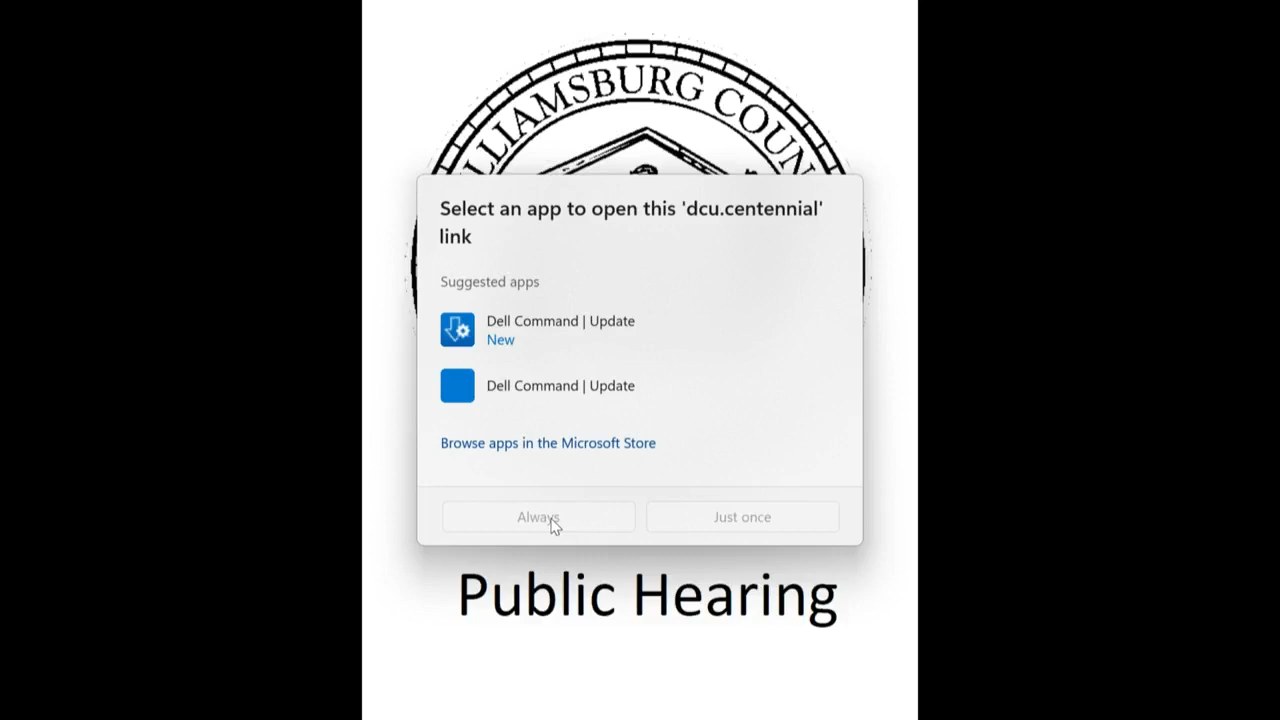 LLIAMSBURG COUN
Select an app to open this 'dcu.centennial'
link
Suggested apps
Dell Command | Update
New
Dell Command | Update
Browse apps in the Microsoft Store
Always
Just once
Public Hearing